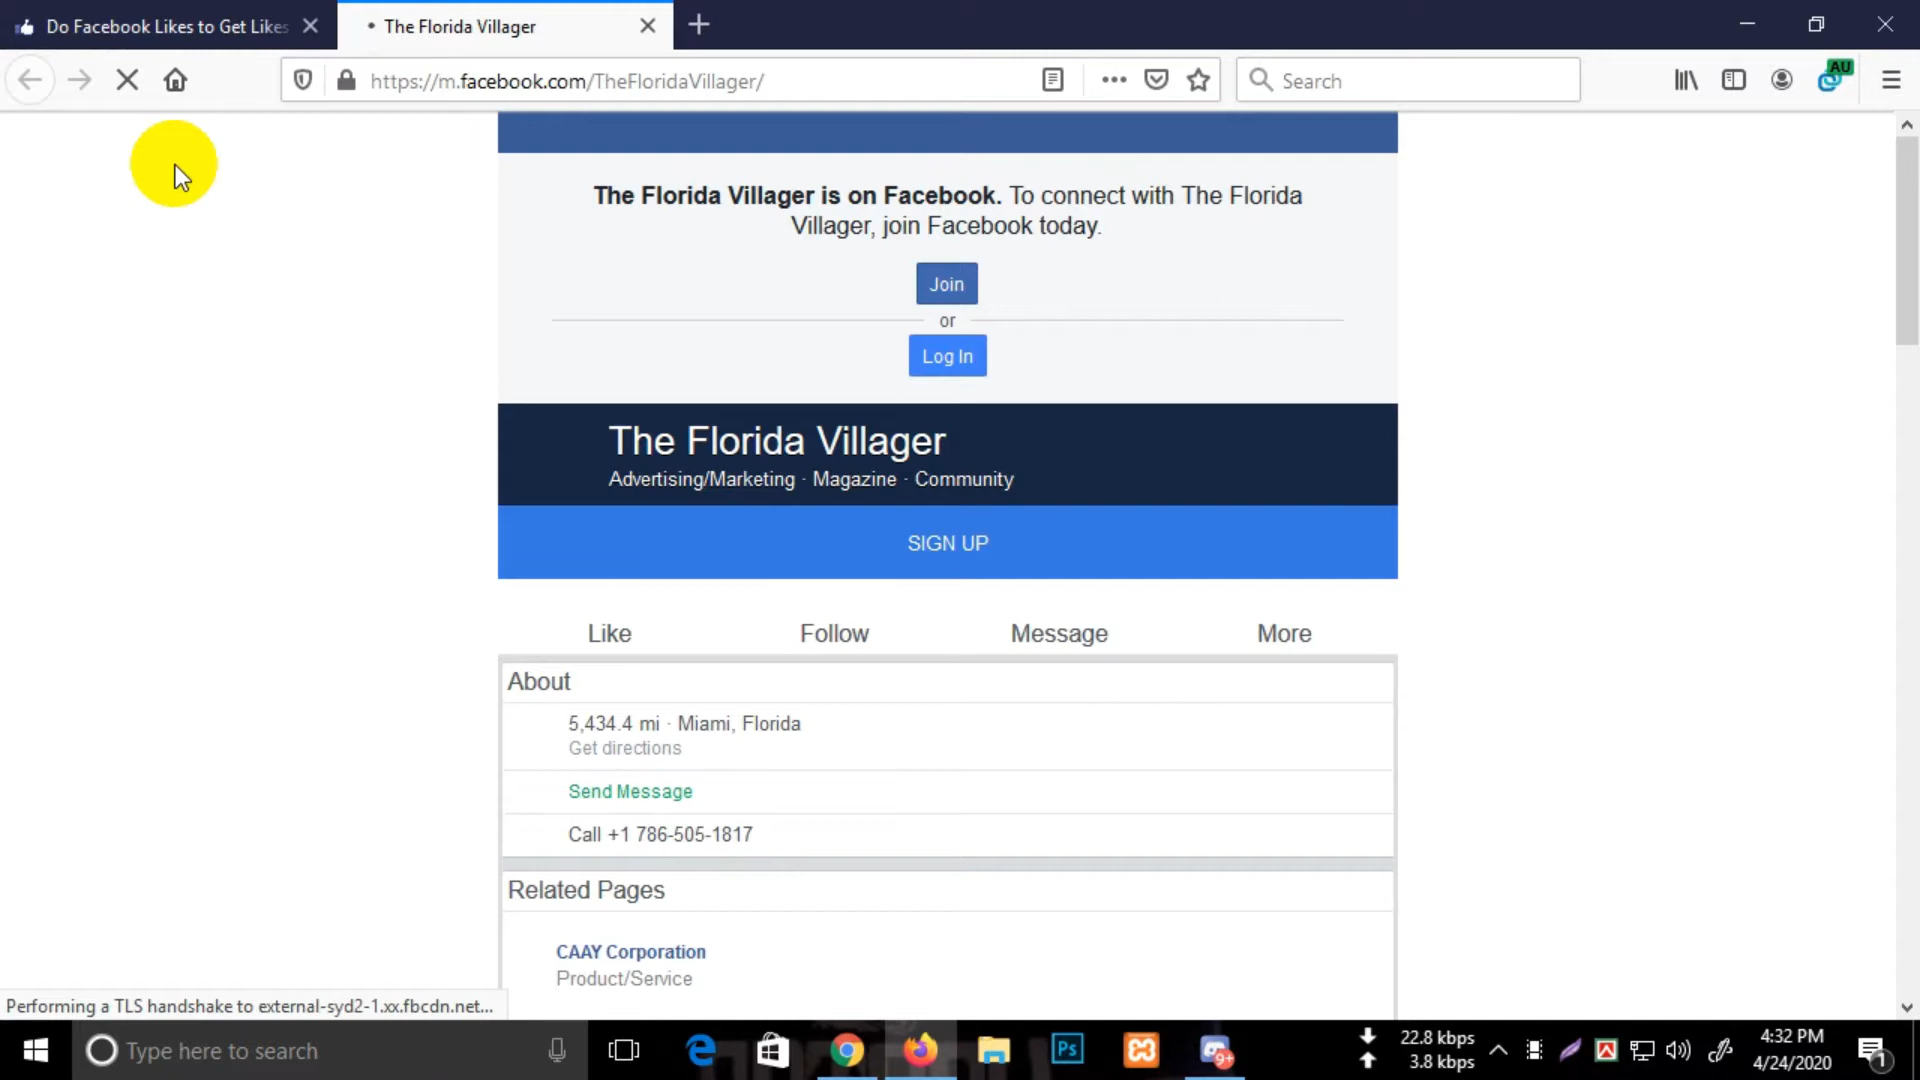 Do Facebook Likes to Get Likes
The Florida Villager
https://m.facebook.com/TheFloridaVillager/
Search
AU
The Florida Villager is on Facebook. To connect with The Florida
Villager, join Facebook today.
Join
or
Log In
The Florida Villager
Advertising/Marketing · Magazine · Community
SIGN UP
Like Follow Message More
About
5,434.4 mi · Miami, Florida
Get directions
Send Message
Call +1 786-505-1817
Related Pages
CAAY Corporation
Product/Service
Performing a TLS handshake to external-syd2-1.xx.fbcdn.net...
Type here to search
Ps
9+
22.8 kbps
3.8 kbps
4:32 PM
4/24/2020
1